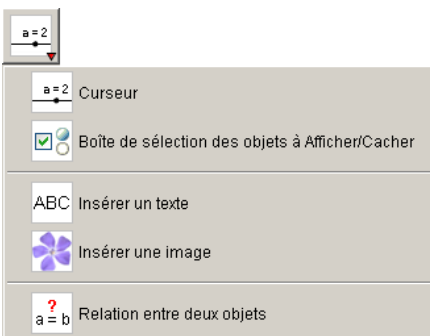 a = 2
a = 2 Curseur
Boîte de sélection des objets à Afficher/Cacher
ABC Insérer un texte
Insérer une image
?
a = b Relation entre deux objets